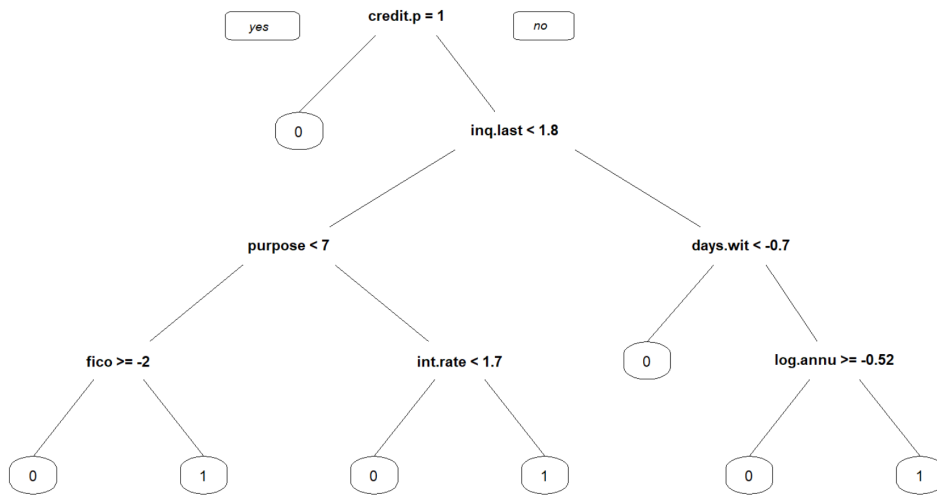 yes
credit.p = 1
no
0
inq.last < 1.8
purpose < 7
days.wit < -0.7
fico >= -2
int.rate < 1.7
0
log.annu >= -0.52
0
1
0
1
0
1